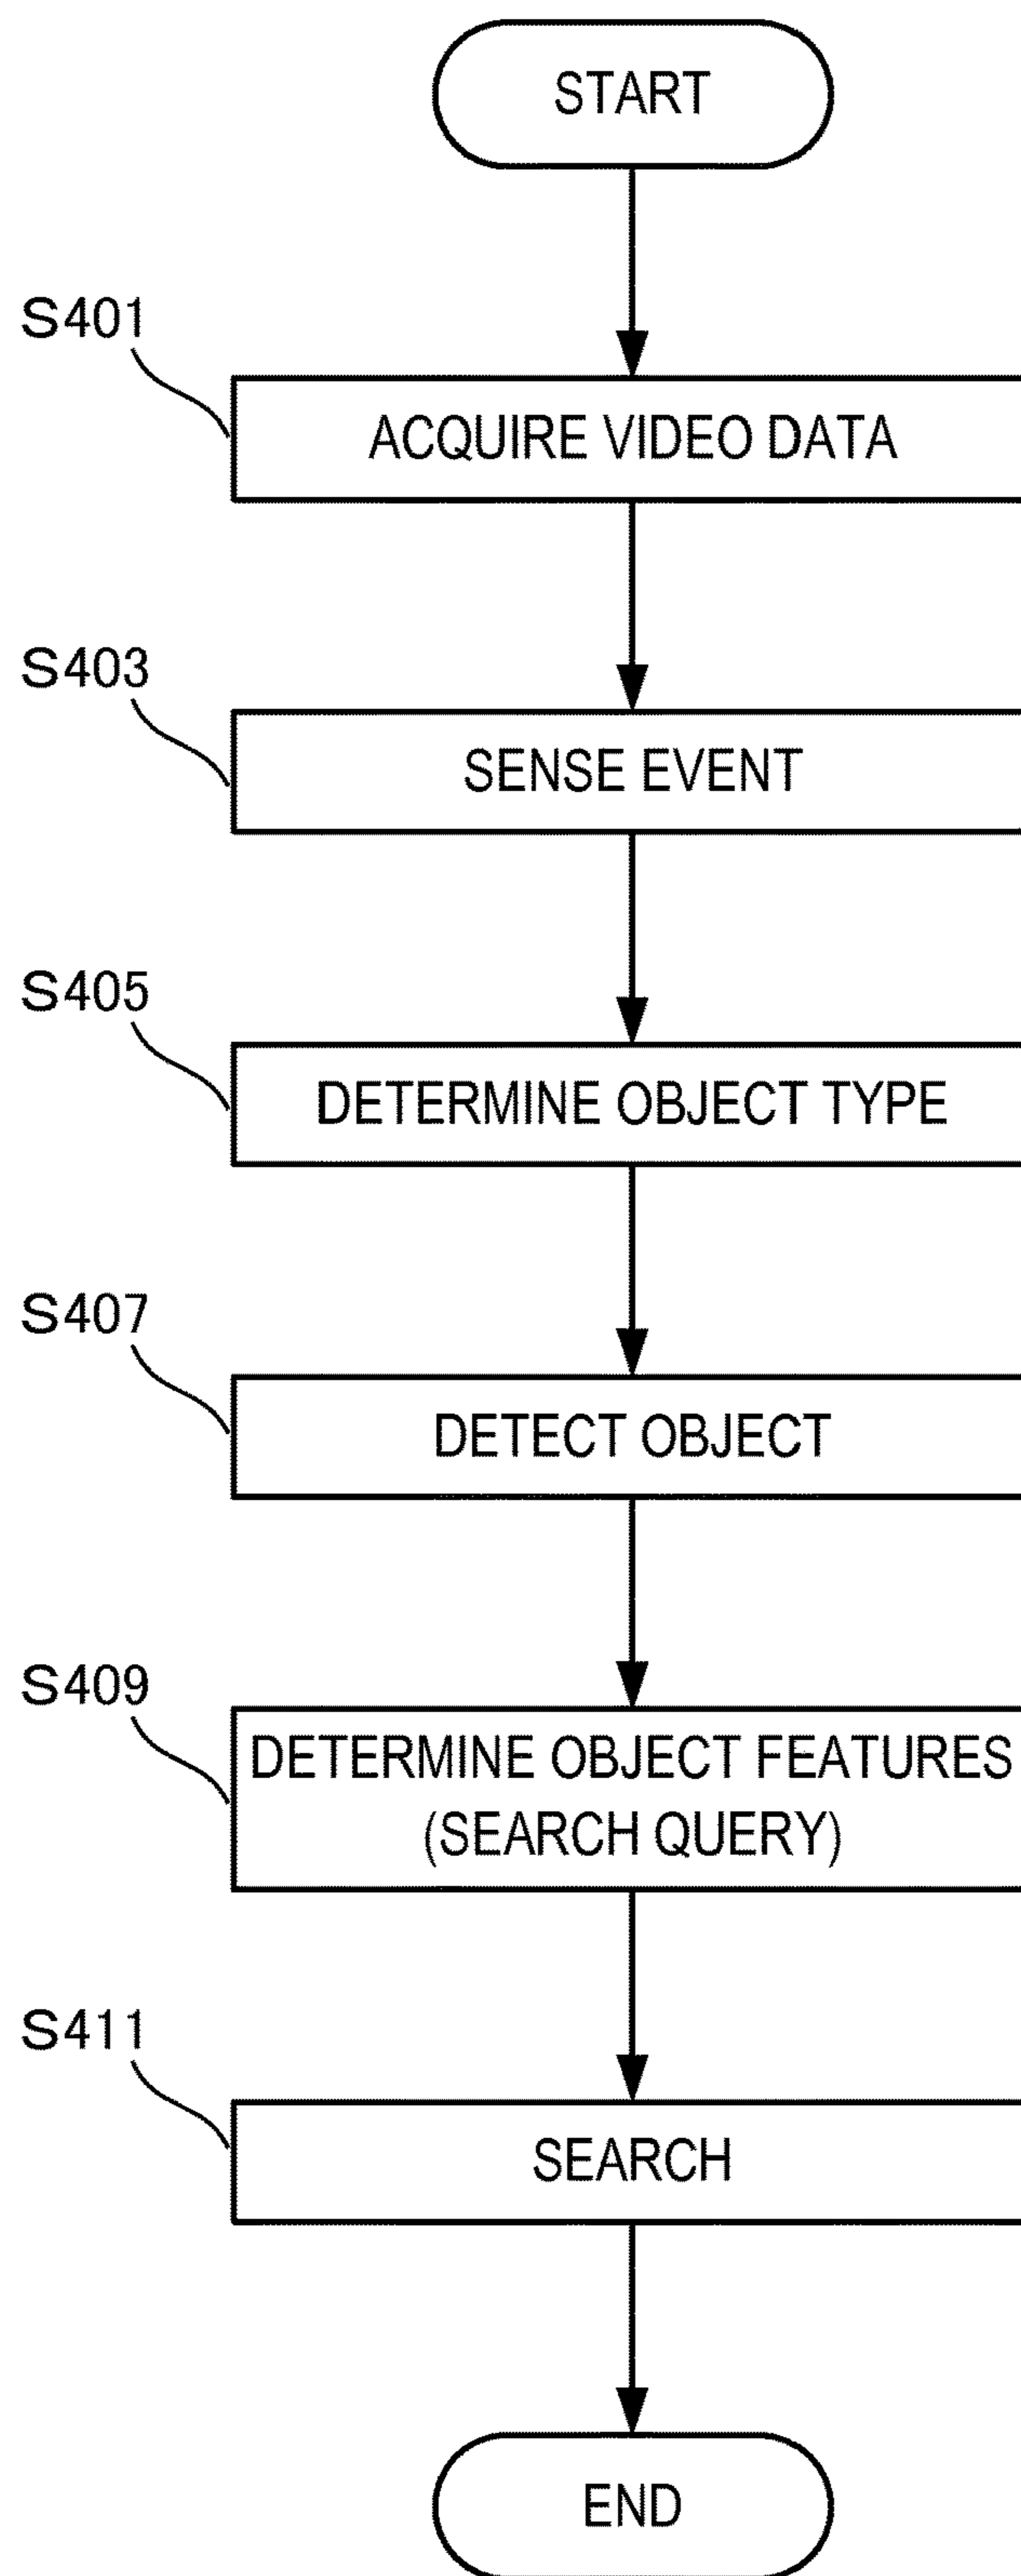 START
S401
ACQUIRE VIDEO DATA
S403
SENSE EVENT
S405
DETERMINE OBJECT TYPE
S407
DETECT OBJECT
S409
DETERMINE OBJECT FEATURES
(SEARCH QUERY)
S411
SEARCH
END